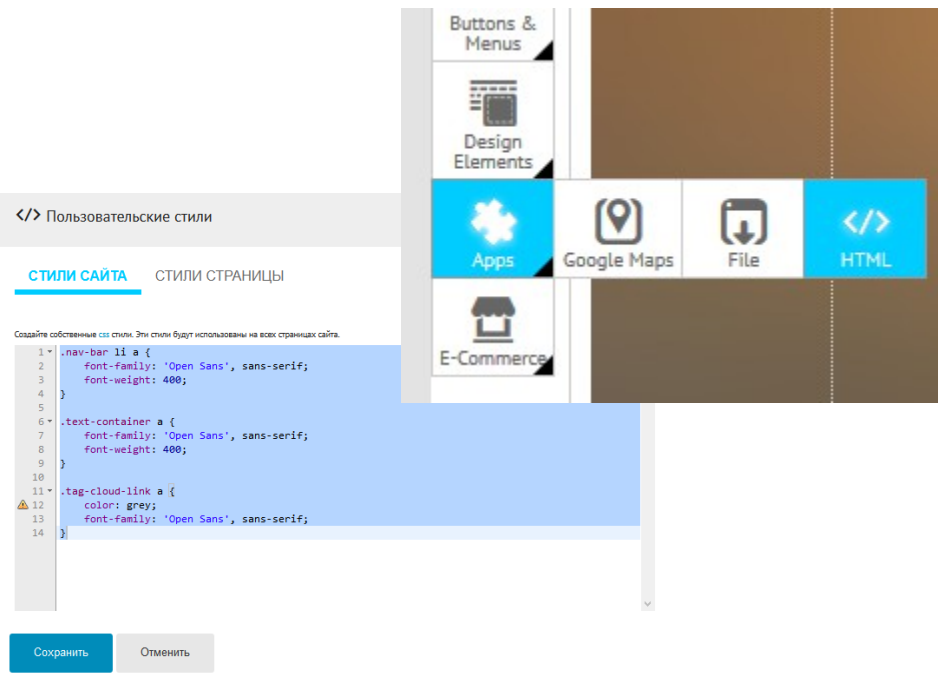 Buttons &
Menus
Design
Elements
Apps
Google Maps
File
</>
HTML
E-Commerce
</> Пользовательские стили
СТИЛИ САЙТА СТИЛИ СТРАНИЦЫ
Создайте собственные css стили. Эти стили будут использованы на всех страницах сайта.
1 .nav-bar li a {
2 font-family: 'Open Sans', sans-serif;
3 font-weight: 400;
4 }
5
6 .text-container a {
7 font-family: 'Open Sans', sans-serif;
8 font-weight: 400;
9 }
10
11 .tag-cloud-link a {
12 color: grey;
13 font-family: 'Open Sans', sans-serif;
14 }
Сохранить Отменить